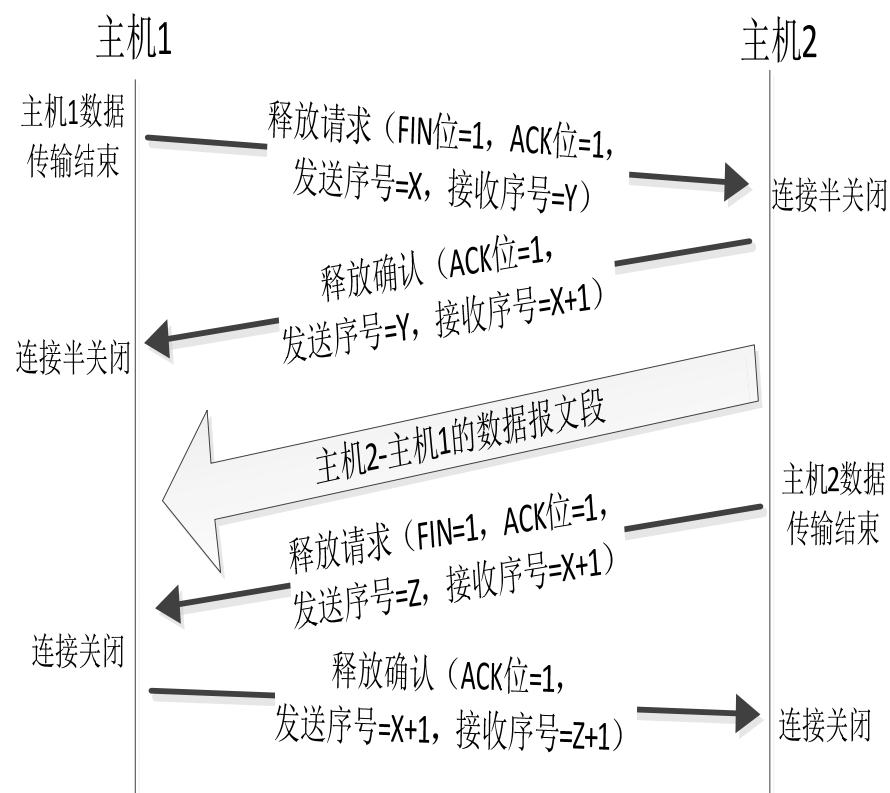 主机1
主机2
主机1数据
传输结束
释放请求（FIN位=1，ACK位=1，
发送序号=X，接收序号=Y）
连接半关闭
释放确认（ACK位=1，
发送序号=Y，接收序号=X+1）
连接半关闭
主机2-主机1的数据报文段
主机2数据
传输结束
释放请求（FIN=1，ACK位=1，
发送序号=Z，接收序号=X+1）
连接关闭
释放确认（ACK位=1，
发送序号=X+1，接收序号=Z+1）
连接关闭